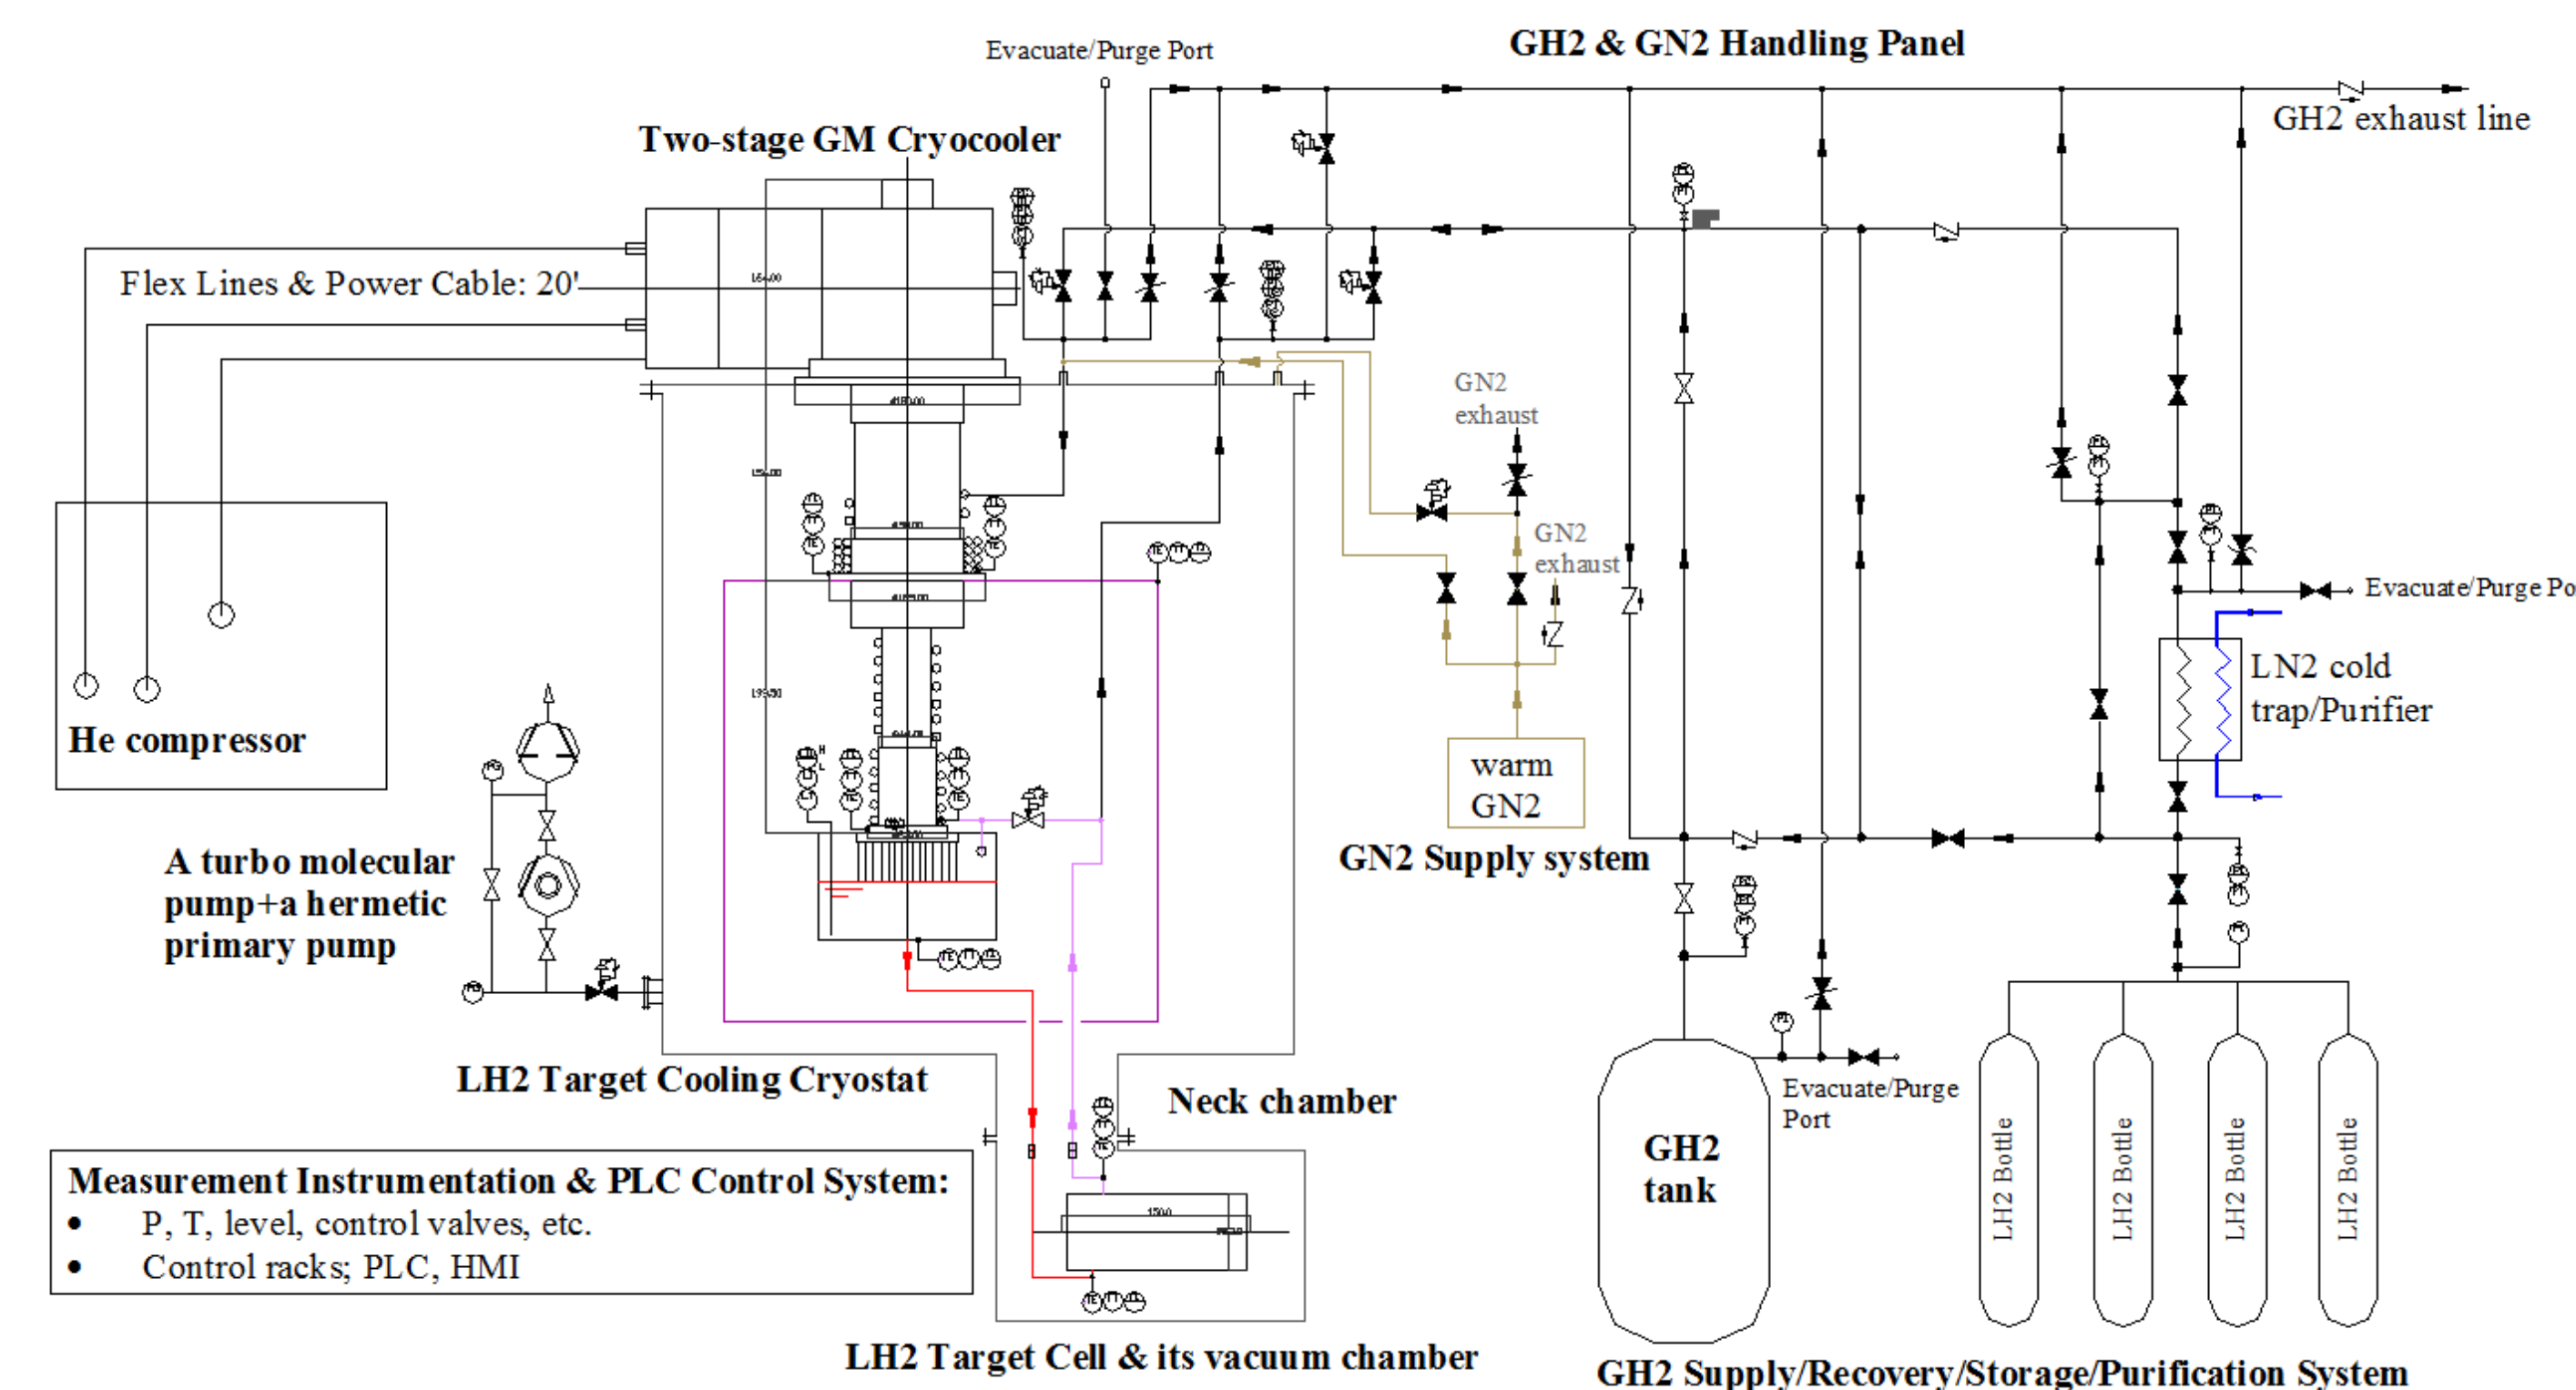 Evacuate/Purge Port
GH2 & GN2 Handling Panel
GH2 exhaust line
Two-stage GM Cryocooler
Flex Lines & Power Cable: 20'
GN2
exhaust
GN2
exhaust
Evacuate/Purge Po
LN2 cold
trap/Purifier
He compressor
warm
GN2
GN2 Supply system
A turbo molecular
pump+a hermetic
primary pump
LH2 Target Cooling Cryostat
Neck chamber
Evacuate/Purge
Port
GH2
tank
LH2 Bottle
LH2 Bottle
LH2 Bottle
LH2 Bottle
Measurement Instrumentation & PLC Control System:
• P, T, level, control valves, etc.
• Control racks; PLC, HMI
LH2 Target Cell & its vacuum chamber
GH2 Supply/Recovery/Storage/Purification System